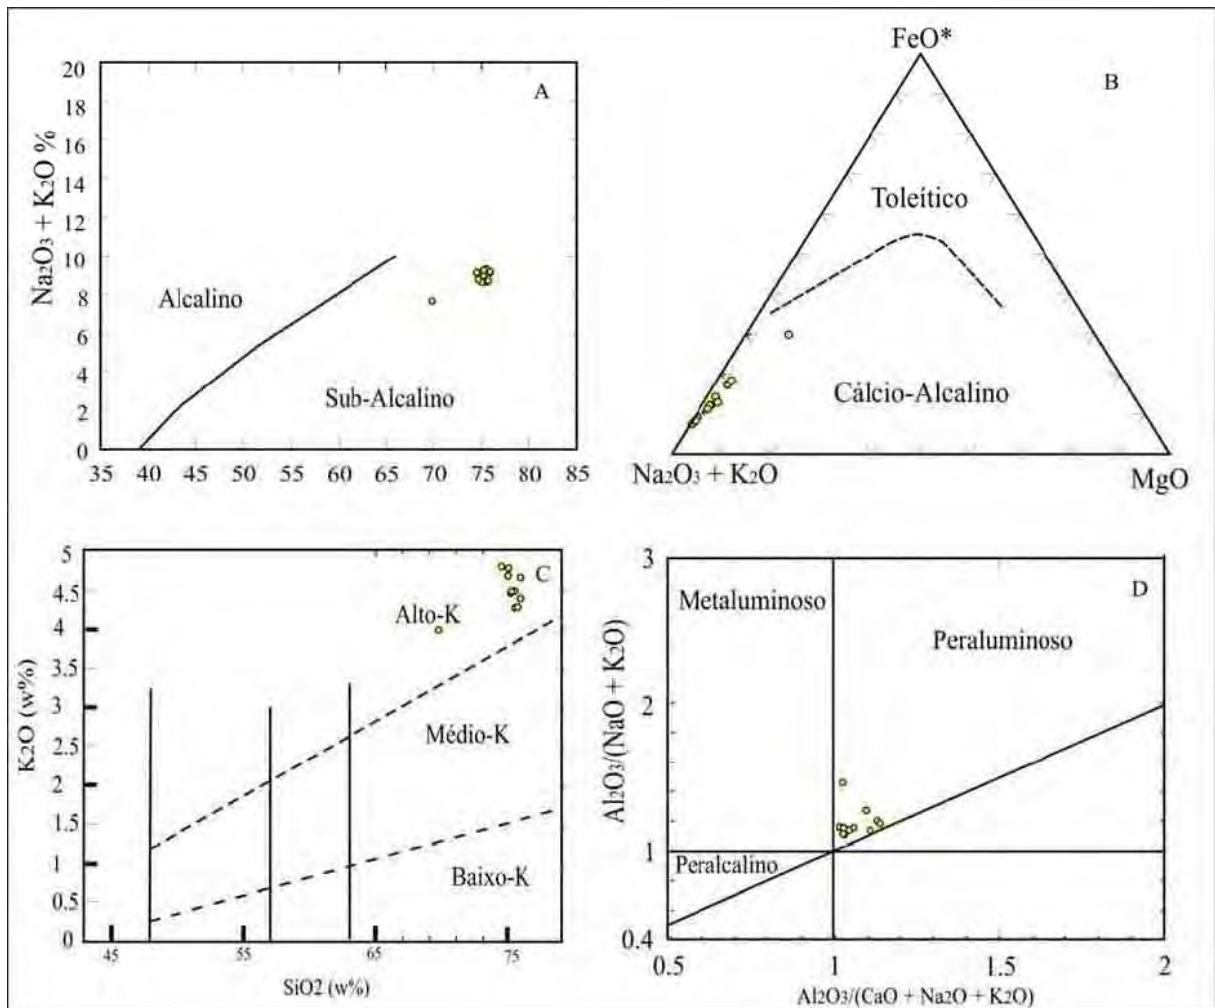 A
Na2O3 + K2O %
20
18
16
14
12
10
8
6
4
2
0
Alcalino
Sub-Alcalino
35 40 45 50 55 60 65 70 75 80 85
FeO*
B
Toleítico
Cálcio-Alcalino
Na2O3 + K2O
MgO
C
K2O (w%)
5
4.5
4
3.5
3
2.5
2
1.5
1
0.5
0
Alto-K
Médio-K
Baixo-K
45 55 65 75
SiO2 (w%)
D
Al2O3/(NaO + K2O)
3
2
1
0.4
Metaluminoso
Peraluminoso
Peralcalino
0.5 1 1.5 2
Al2O3/(CaO + Na2O + K2O)